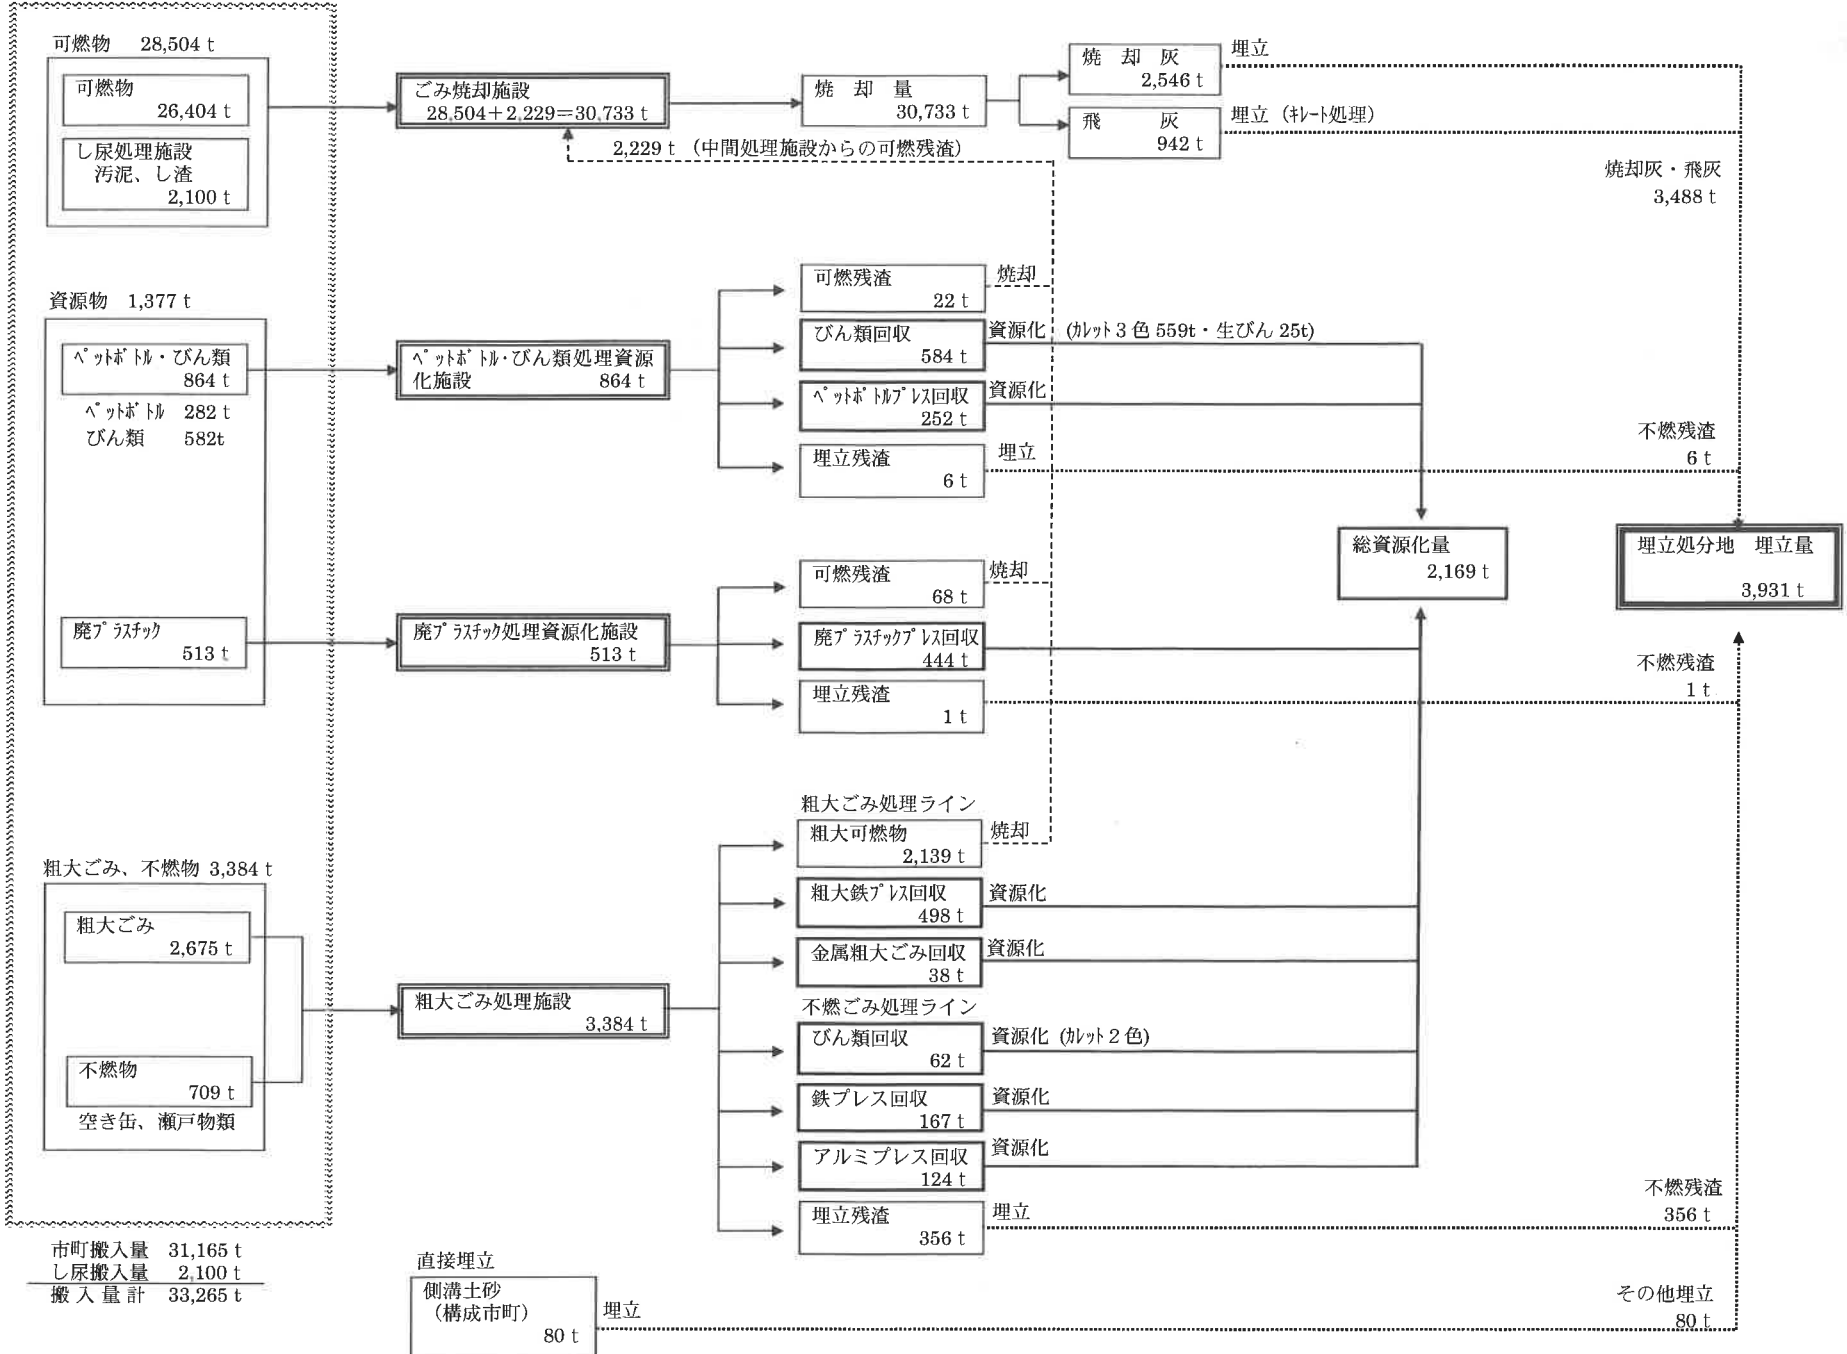 可燃物 28,504 t
可燃物
26,404 t
し尿処理施設
汚泥、し渣
2,100 t
ごみ焼却施設
28,504+2,229=30,733 t
2,229 t (中間処理施設からの可燃残渣)
焼 却 量
30,733 t
焼 却 灰
2,546 t
埋立
飛 灰
942 t
埋立 (ｷﾚｰﾄ処理)
焼却灰・飛灰
3,488 t
資源物 1,377 t
ﾍﾟｯﾄﾎﾞﾄﾙ・びん類
864 t
ﾍﾟｯﾄﾎﾞﾄﾙ 282 t
びん類 582t
ﾍﾟｯﾄﾎﾞﾄﾙ・びん類処理資源
化施設 864 t
可燃残渣
22 t
焼却
びん類回収
584 t
資源化 (ｶﾚｯﾄ３色 559t・生びん 25t)
ﾍﾟｯﾄﾎﾞﾄﾙﾌﾟﾚｽ回収
252 t
資源化
埋立残渣
6 t
埋立
不燃残渣
6 t
総資源化量
2,169 t
埋立処分地 埋立量
3,931 t
廃ﾌﾟﾗｽﾁｯｸ
513 t
廃ﾌﾟﾗｽﾁｯｸ処理資源化施設
513 t
可燃残渣
68 t
焼却
廃ﾌﾟﾗｽﾁｯｸﾌﾟﾚｽ回収
444 t
埋立残渣
1 t
不燃残渣
1 t
粗大ごみ、不燃物 3,384 t
粗大ごみ
2,675 t
不燃物
709 t
空き缶、瀬戸物類
粗大ごみ処理施設
3,384 t
粗大ごみ処理ライン
粗大可燃物
2,139 t
焼却
粗大鉄ﾌﾟﾚｽ回収
498 t
資源化
金属粗大ごみ回収
38 t
資源化
不燃ごみ処理ライン
びん類回収
62 t
資源化 (ｶﾚｯﾄ２色)
鉄プレス回収
167 t
資源化
アルミプレス回収
124 t
資源化
埋立残渣
356 t
埋立
不燃残渣
356 t
市町搬入量 31,165 t
し尿搬入量 2,100 t
搬 入 量 計 33,265 t
直接埋立
側溝土砂
(構成市町)
80 t
埋立
その他埋立
80 t